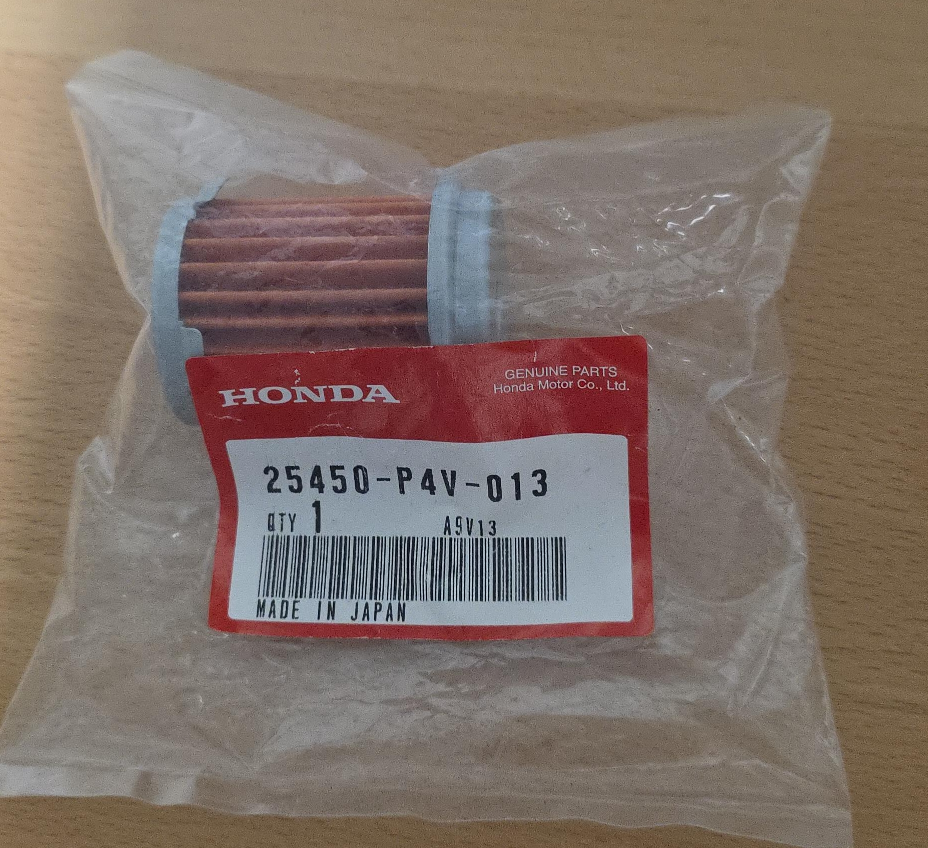 HONDA
GENUINE PARTS
Honda Motor Co., Ltd.
25450-P4V-013
QTY 1 A9V13
MADE IN JAPAN